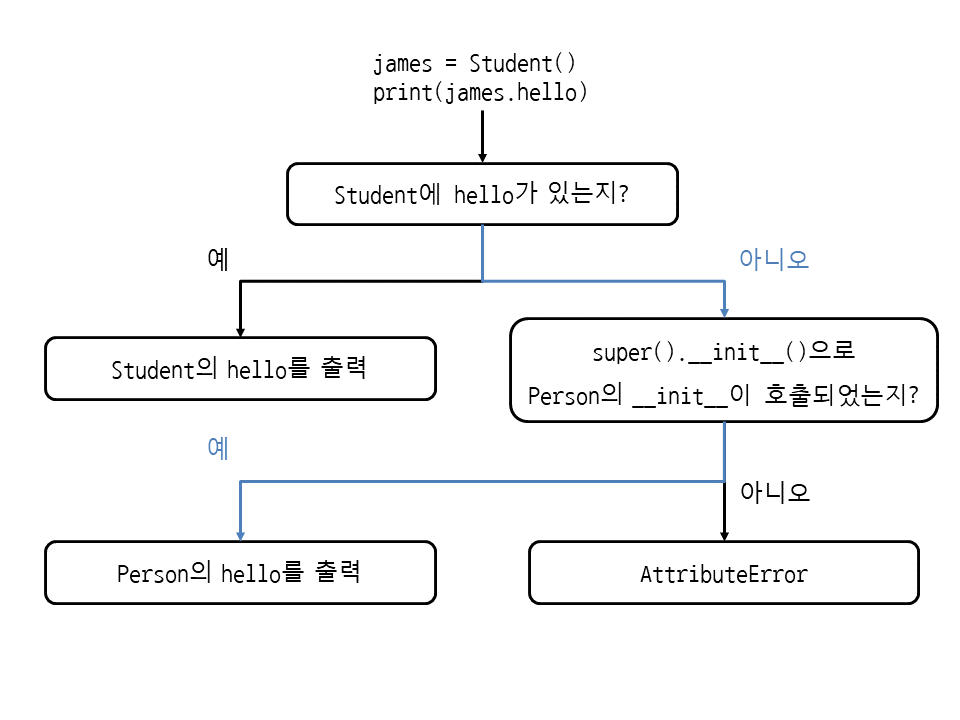 james = Student()
print(james.hello)
Student에 hello가 있는지?
예
아니오
Student의 hello를 출력
super().__init__()으로
Person의 __init__이 호출되었는지?
예
아니오
Person의 hello를 출력
AttributeError